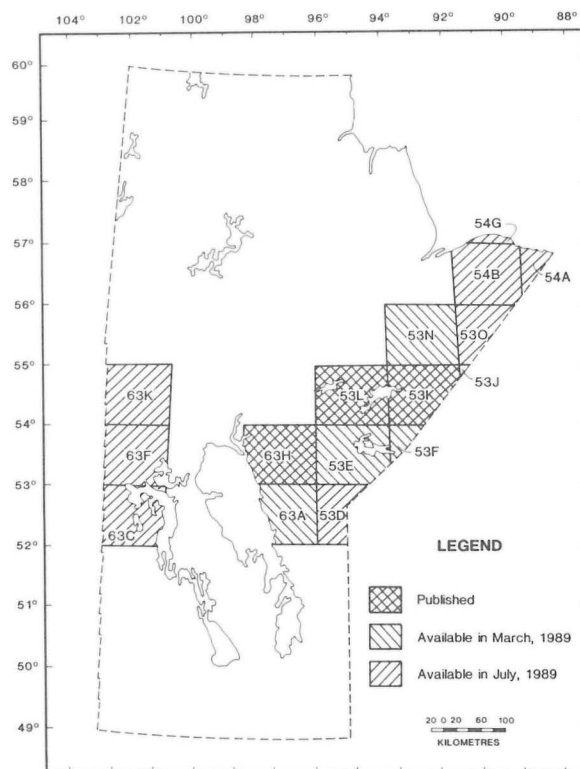 104° 102° 100° 98° 96° 94° 92° 90° 88°
60°
59°
58°
57°
56°
55°
54°
53°
52°
51°
50°
49°
54G
54B
54A
53N
53O
53J
63K
53L
53K
63F
63H
53E
53F
63C
63A
53D
LEGEND
Published
Available in March, 1989
Available in July, 1989
20 0 20 40 60 80 100
KILOMETRES